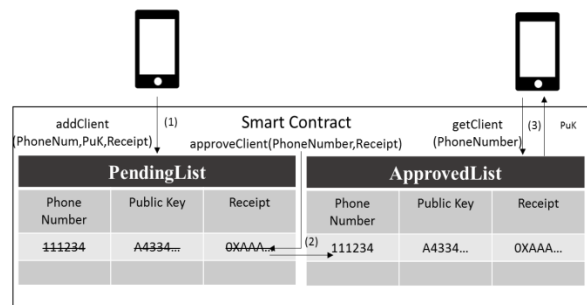 addClient
(PhoneNum,PuK,Receipt)
(1)
Smart Contract
approveClient(PhoneNumber,Receipt)
getClient
(PhoneNumber)
(3)
PuK
PendingList
Phone Number
Public Key
Receipt
111234
A4334...
0XAAA...
(2)
ApprovedList
Phone Number
Public Key
Receipt
111234
A4334...
0XAAA...